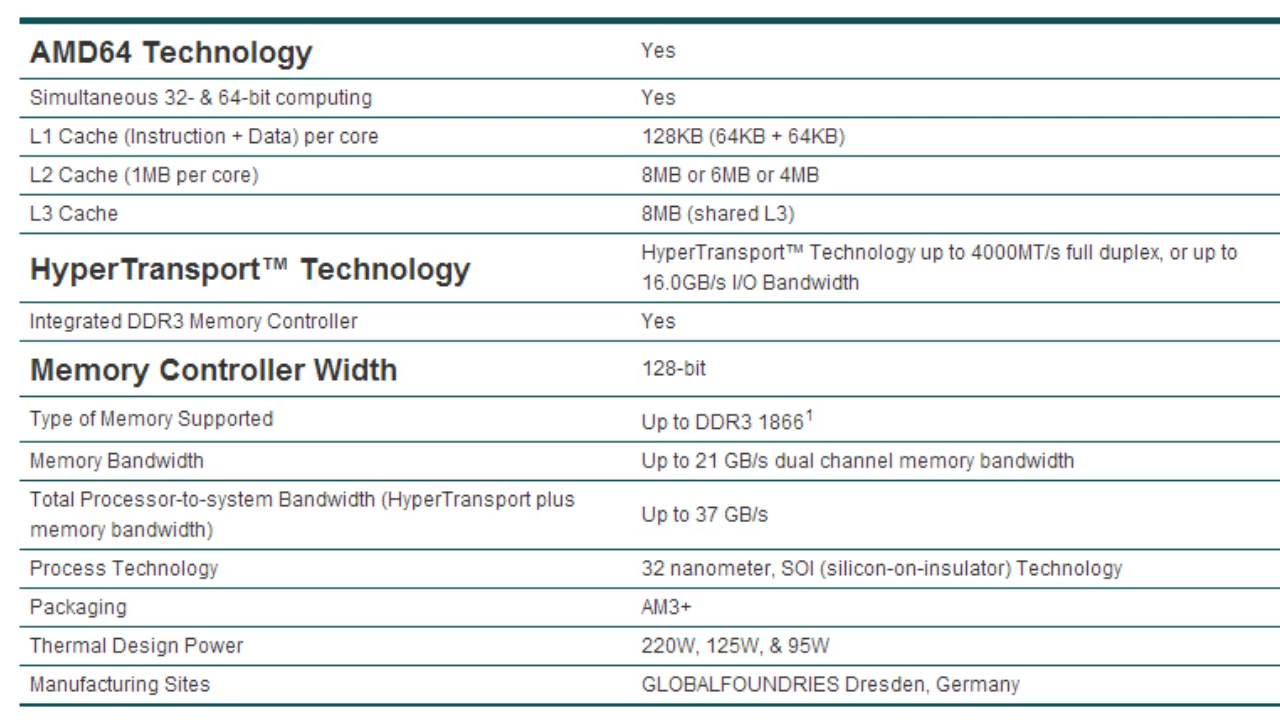 AMD64 Technology Yes
Simultaneous 32- & 64-bit computing Yes
L1 Cache (Instruction + Data) per core 128KB (64KB + 64KB)
L2 Cache (1MB per core) 8MB or 6MB or 4MB
L3 Cache 8MB (shared L3)
HyperTransport™ Technology HyperTransport™ Technology up to 4000MT/s full duplex, or up to
16.0GB/s I/O Bandwidth
Integrated DDR3 Memory Controller Yes
Memory Controller Width 128-bit
Type of Memory Supported Up to DDR3 1866¹
Memory Bandwidth Up to 21 GB/s dual channel memory bandwidth
Total Processor-to-system Bandwidth (HyperTransport plus
memory bandwidth) Up to 37 GB/s
Process Technology 32 nanometer, SOI (silicon-on-insulator) Technology
Packaging AM3+
Thermal Design Power 220W, 125W, & 95W
Manufacturing Sites GLOBALFOUNDRIES Dresden, Germany